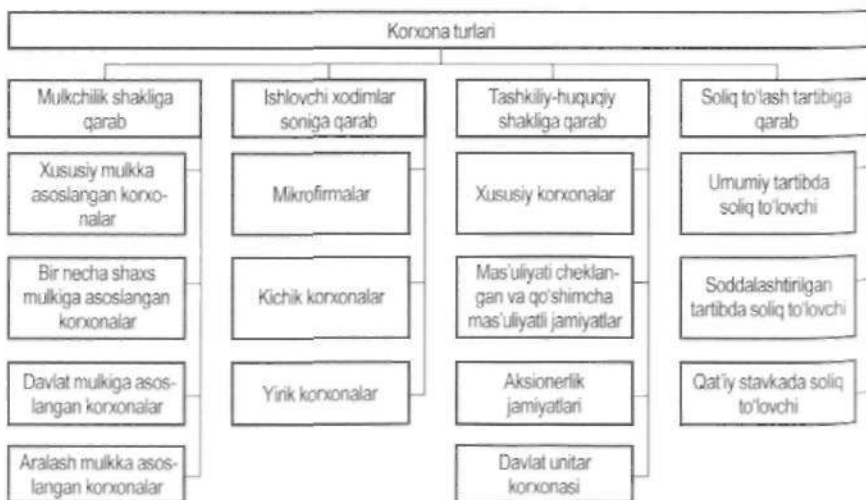 Korxona turlari
Mulkchilik shakliga
qarab
Xususiy mulkka
asoslangan korxo-
nalar
Bir necha shaxs
mulkiga asoslangan
korxonalar
Davlat mulkiga asos-
langan korxonalar
Aralash mulkka asos-
langan korxonalar
Ishlovchi xodimlar
soniga qarab
Mikrofirmalar
Kichik korxonalar
Yirik korxonalar
Tashkiliy-huquqiy
shakliga qarab
Xususiy korxonalar
Mas'uliyati cheklan-
gan va qo'shimcha
mas'uliyatli jamiyatlar
Aksionerlik
jamiyatlari
Davlat unitar
korxonasi
Soliq to'lash tartibiga
qarab
Umumiy tartibda
soliq to'lovchi
Soddalashtirilgan
tartibda soliq to'lovchi
Qat'iy stavkada soliq
to'lovchi